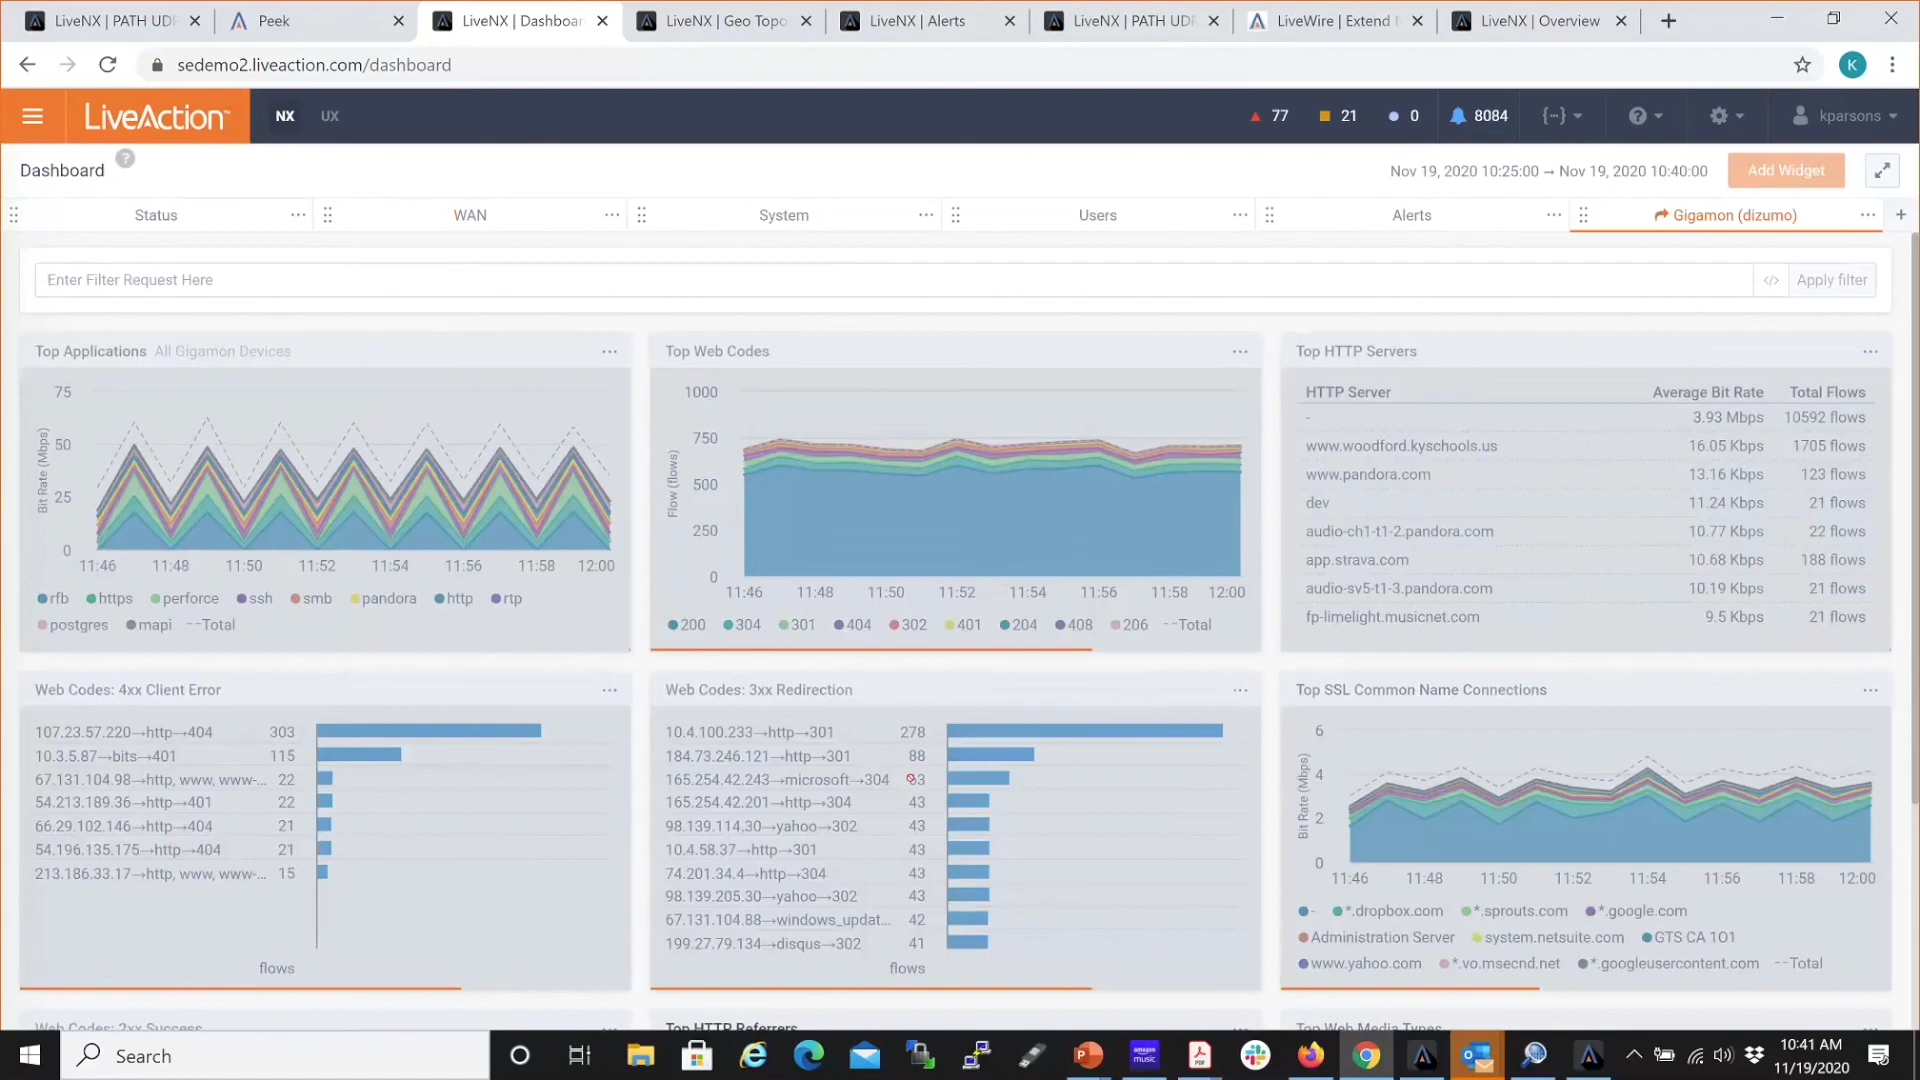 LiveNX | PATH UDP
Peek
LiveNX | Dashboar
LiveNX | Geo Topo
LiveNX | Alerts
LiveNX | PATH UDP
LiveWire | Extend
LiveNX | Overview
sedemo2.liveaction.com/dashboard
K
LiveAction NX UX 77 21 0 8084 kparsons
Dashboard ? Nov 19, 2020 10:25:00 → Nov 19, 2020 10:40:00 Add Widget
Status WAN System Users Alerts Gigamon (dizumo)
Enter Filter Request Here </> Apply filter
Top Applications All Gigamon Devices
75
50
25
0
Bit Rate (Mbps)
11:46 11:48 11:50 11:52 11:54 11:56 11:58 12:00
rfb https perforce ssh smb pandora http rtp
postgres mapi --Total
Top Web Codes
1000
750
500
250
0
Flow (flows)
11:46 11:48 11:50 11:52 11:54 11:56 11:58 12:00
200 304 301 404 302 401 204 408 206 --Total
Top HTTP Servers
HTTP Server Average Bit Rate Total Flows
- 3.93 Mbps 10592 flows
www.woodford.kyschools.us 16.05 Kbps 1705 flows
www.pandora.com 13.16 Kbps 123 flows
dev 11.24 Kbps 21 flows
audio-ch1-t1-2.pandora.com 10.77 Kbps 22 flows
app.strava.com 10.68 Kbps 188 flows
audio-sv5-t1-3.pandora.com 10.19 Kbps 21 flows
fp-limelight.musicnet.com 9.5 Kbps 21 flows
Web Codes: 4xx Client Error
107.23.57.220→http→404 303
10.3.5.87→bits→401 115
67.131.104.98→http, www, www-... 22
54.213.189.36→http→401 22
66.29.102.146→http→404 21
54.196.135.175→http→404 21
213.186.33.17→http, www, www-... 15
flows
Web Codes: 3xx Redirection
10.4.100.233→http→301 278
184.73.246.121→http→301 88
165.254.42.243→microsoft→304
165.254.42.201→http→304 43
98.139.114.30→yahoo→302 43
10.4.58.37→http→301 43
74.201.34.4→http→304 43
98.139.205.30→yahoo→302 43
67.131.104.88→windows_updat... 42
199.27.79.134→disqus→302 41
flows
Top SSL Common Name Connections
6
4
2
0
Bit Rate (Mbps)
11:46 11:48 11:50 11:52 11:54 11:56 11:58 12:00
- *.dropbox.com *.sprouts.com *.google.com
Administration Server system.netsuite.com GTS CA 1O1
www.yahoo.com *.vo.msecnd.net *.googleusercontent.com --Total
Web Codes: 2xx Success
Top HTTP Referrers
Top Web Media Types
Search
amazon music
10:41 AM
11/19/2020